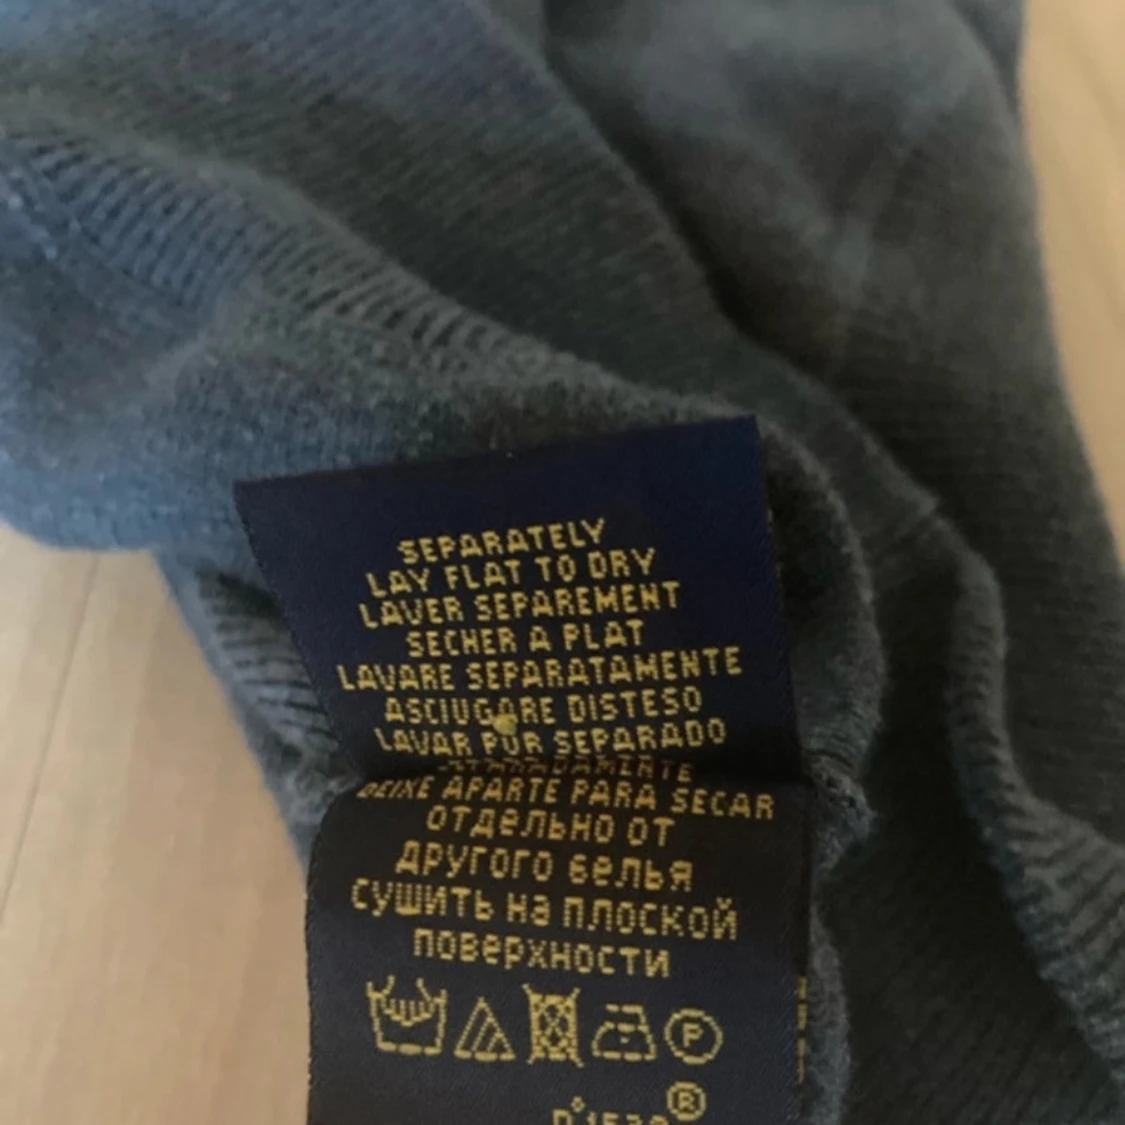 SEPARATELY
LAY FLAT TO DRY
LAVER SEPAREMENT
SECHER A PLAT
LAVARE SEPARATAMENTE
ASCIUGARE DISTESO
LAVAR POR SEPARADO
DEIXE APARTE PARA SECAR
ОТДЕЛЬНО ОТ
ДРУГОГО БЕЛЬЯ
СУШИТЬ НА ПЛОСКОЙ
ПОВЕРХНОСТИ
P
®